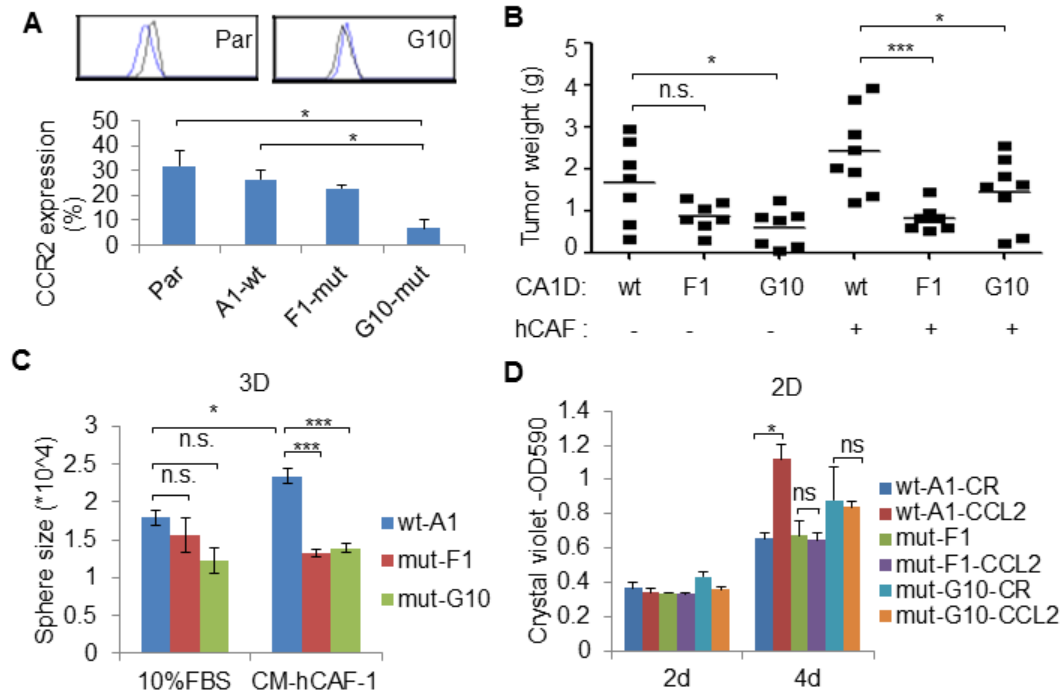 A
Par
G10
CCR2 expression
(%)
50
40
30
20
10
0
*
*
Par
A1-wt
F1-mut
G10-mut
B
Tumor weight (g)
5
4
3
2
1
0
*
n.s.
*
***
CA1D: wt F1 G10 wt F1 G10
hCAF : - - - + + +
C
3D
Sphere size (*10^4)
3
2.5
2
1.5
1
0.5
0
*
n.s.
n.s.
***
***
10%FBS CM-hCAF-1
wt-A1
mut-F1
mut-G10
D
2D
Crystal violet -OD590
1.4
1.2
1
0.8
0.6
0.4
0.2
0
*
ns
ns
2d 4d
wt-A1-CR
wt-A1-CCL2
mut-F1
mut-F1-CCL2
mut-G10-CR
mut-G10-CCL2